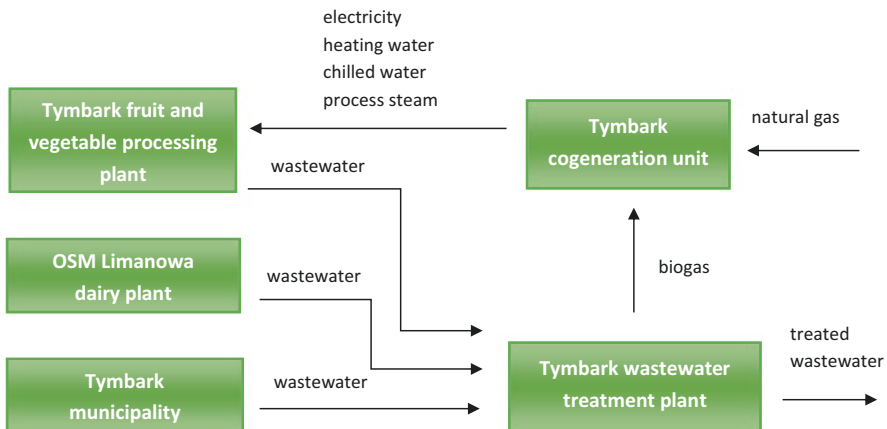 electricity
heating water
chilled water
process steam
Tymbark fruit and
vegetable processing
plant
Tymbark
cogeneration unit
natural gas
wastewater
OSM Limanowa
dairy plant
wastewater
biogas
Tymbark
municipality
wastewater
Tymbark wastewater
treatment plant
treated
wastewater